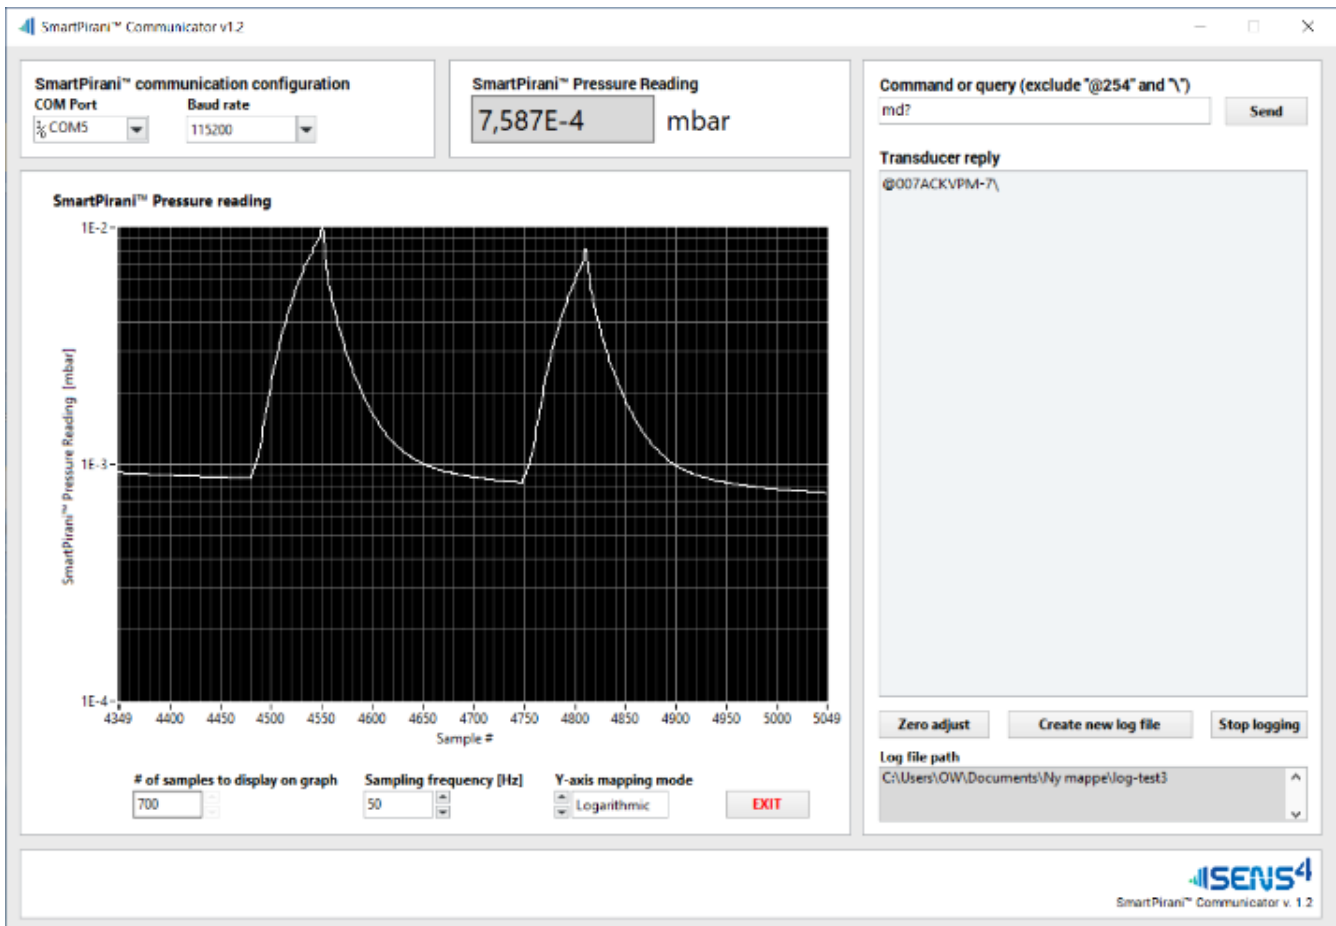 SmartPirani™ Communicator v1.2
SmartPirani™ communication configuration
COM Port
Baud rate
COM5
115200
SmartPirani™ Pressure Reading
7,587E-4
mbar
Command or query (exclude "@254" and "\")
md?
Send
Transducer reply
@007ACKVPM-7\
SmartPirani™ Pressure reading
SmartPirani™ Pressure Reading [mbar]
1E-2
1E-3
1E-4
4349 4400 4450 4500 4550 4600 4650 4700 4750 4800 4850 4900 4950 5000 5049
Sample #
# of samples to display on graph
700
Sampling frequency [Hz]
50
Y-axis mapping mode
Logarithmic
EXIT
Zero adjust
Create new log file
Stop logging
Log file path
C:\Users\OW\Documents\Ny mappe\log-test3
SENS4
SmartPirani™ Communicator v. 1.2